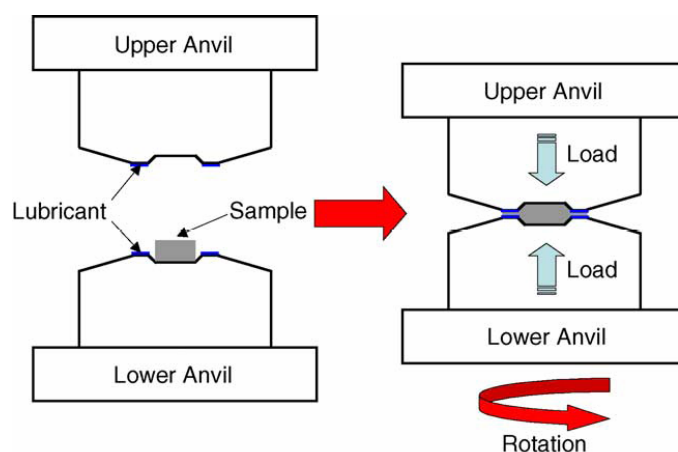 Upper Anvil
Lubricant
Sample
Lower Anvil
Upper Anvil
Load
Load
Lower Anvil
Rotation